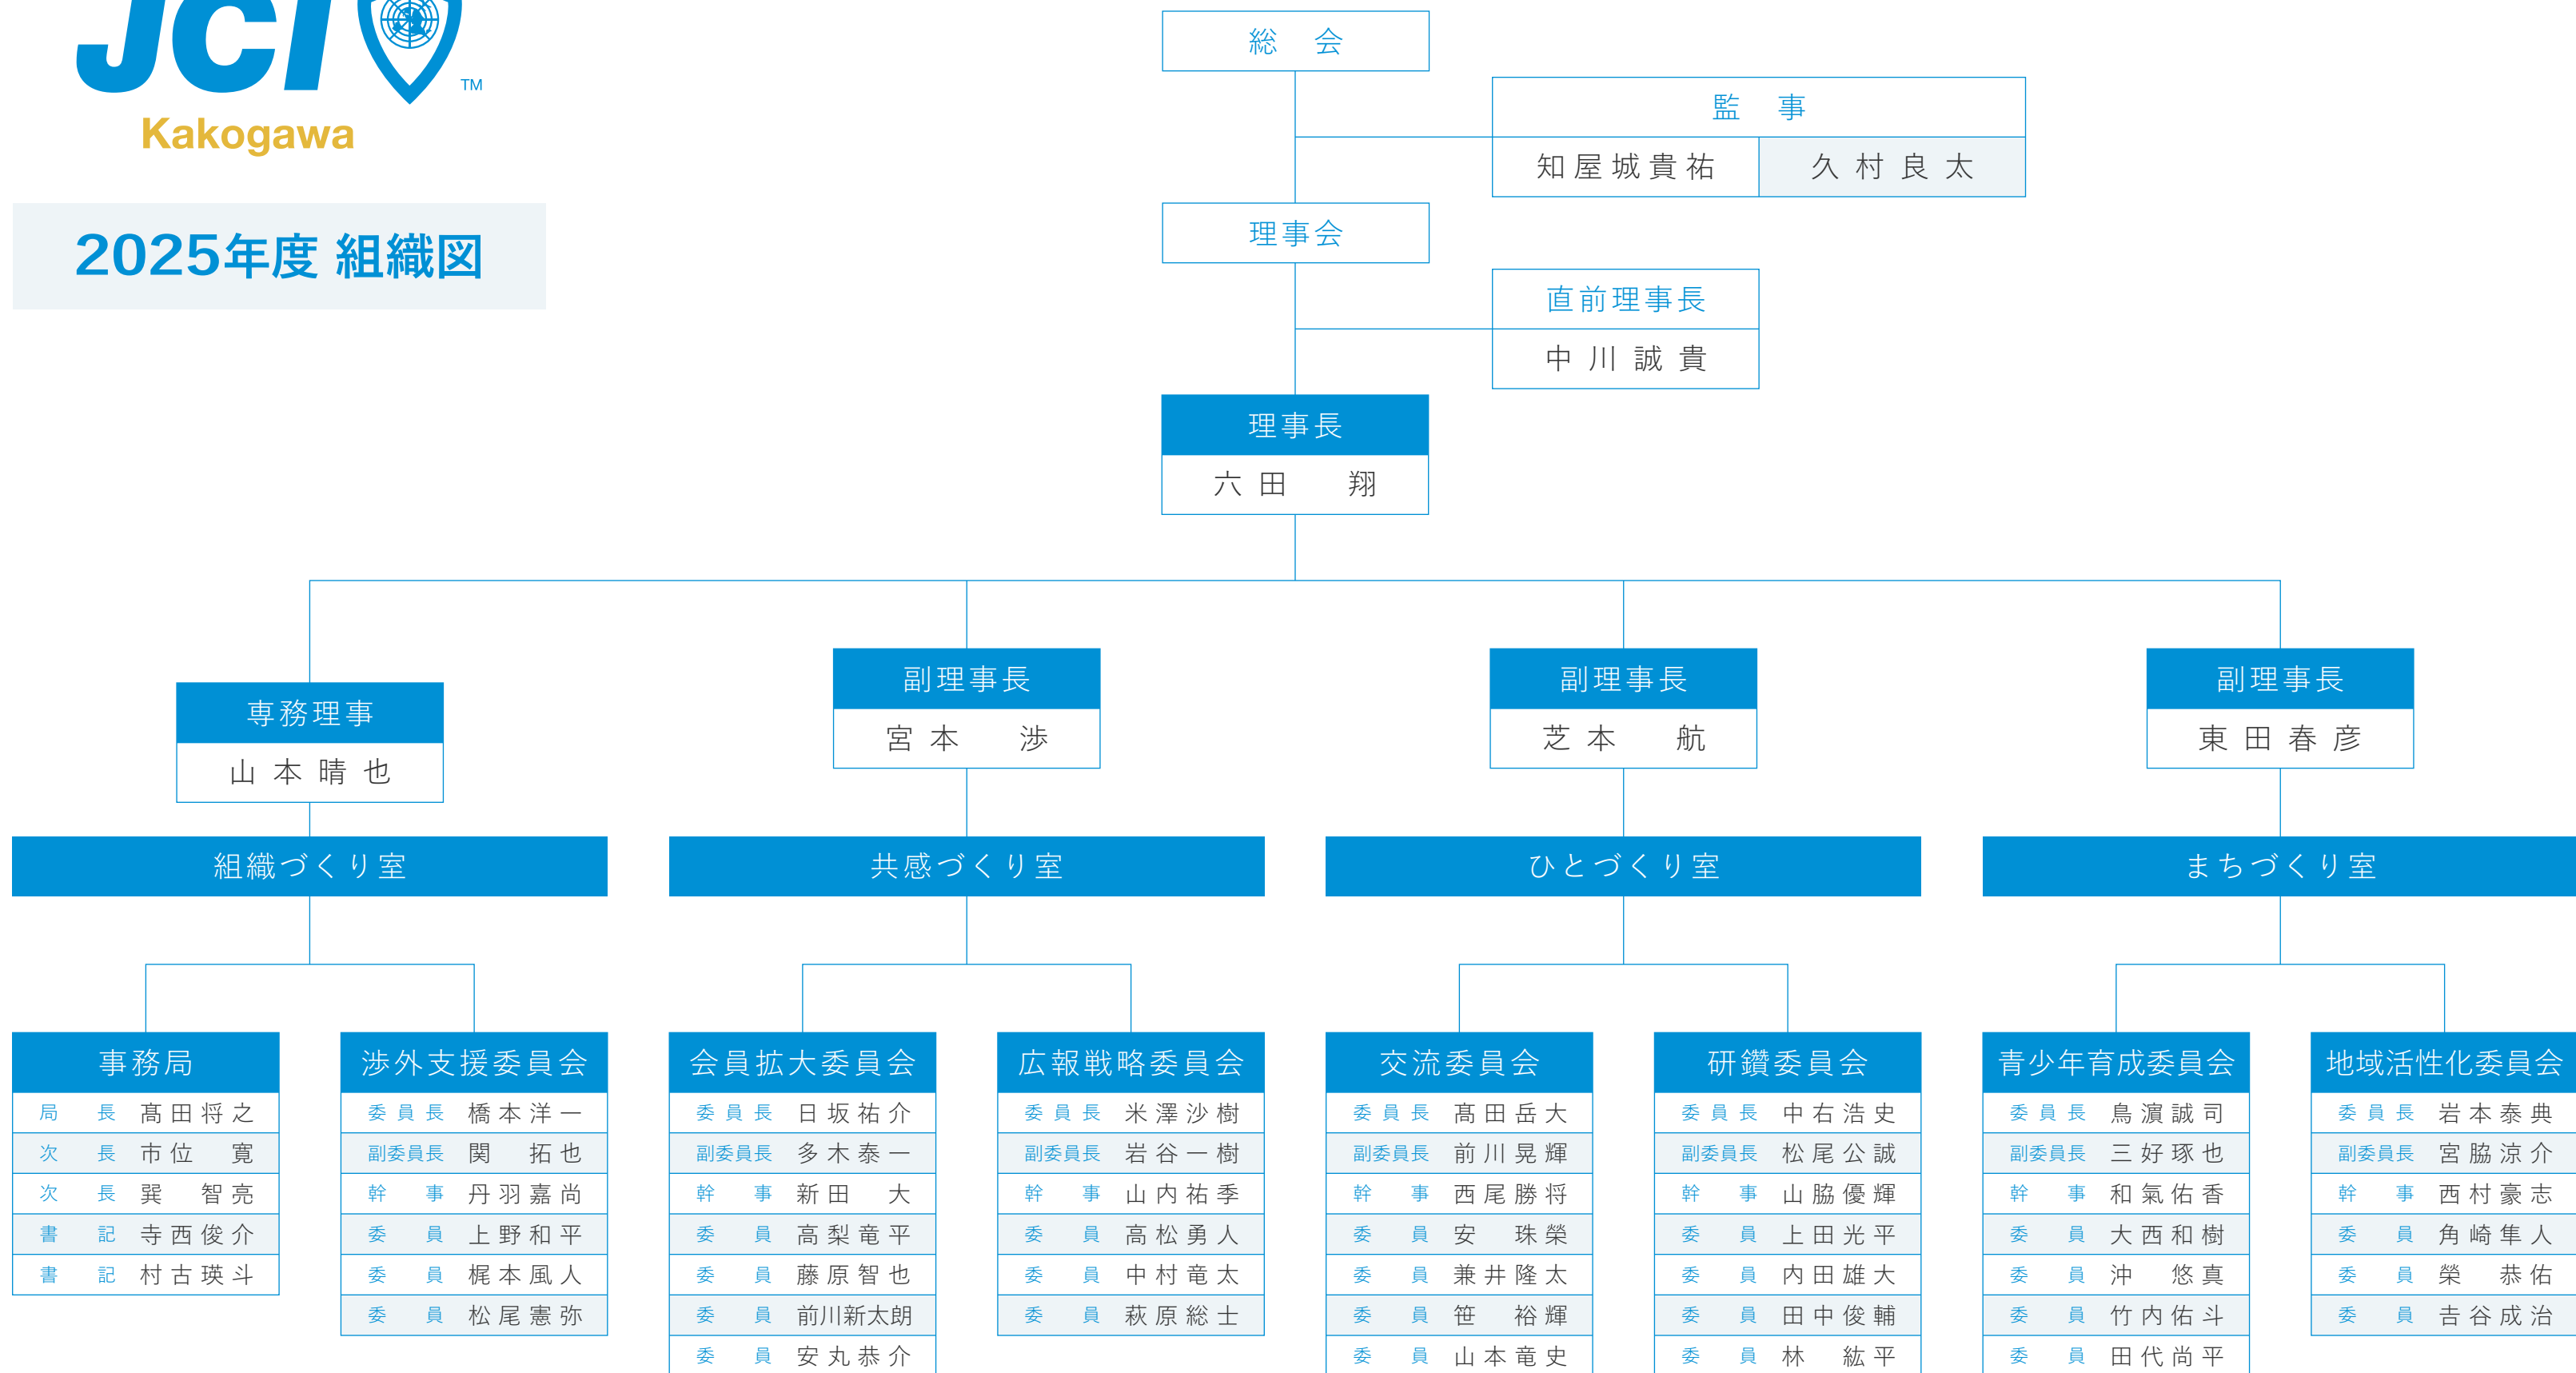 JCI
TM
Kakogawa
2025年度 組織図
総 会
監 事
知屋城貴祐 久村良太
理事会
直前理事長
中川誠貴
理事長
六田 翔
専務理事
山本晴也
組織づくり室
事務局
局長 髙田将之
次長 市位 寛
次長 巽 智亮
書記 寺西俊介
書記 村古瑛斗
渉外支援委員会
委員長 橋本洋一
副委員長 関 拓也
幹事 丹羽嘉尚
委員 上野和平
委員 梶本風人
委員 松尾憲弥
副理事長
宮本 渉
共感づくり室
会員拡大委員会
委員長 日坂祐介
副委員長 多木泰一
幹事 新田 大
委員 高梨竜平
委員 藤原智也
委員 前川新太朗
委員 安丸恭介
広報戦略委員会
委員長 米澤沙樹
副委員長 岩谷一樹
幹事 山内祐季
委員 高松勇人
委員 中村竜太
委員 萩原総士
副理事長
芝本 航
ひとづくり室
交流委員会
委員長 髙田岳大
副委員長 前川晃輝
幹事 西尾勝将
委員 安 珠榮
委員 兼井隆太
委員 笹 裕輝
委員 山本竜史
研鑽委員会
委員長 中右浩史
副委員長 松尾公誠
幹事 山脇優輝
委員 上田光平
委員 内田雄大
委員 田中俊輔
委員 林 紘平
副理事長
東田春彦
まちづくり室
青少年育成委員会
委員長 鳥濵誠司
副委員長 三好琢也
幹事 和氣佑香
委員 大西和樹
委員 沖 悠真
委員 竹内佑斗
委員 田代尚平
地域活性化委員会
委員長 岩本泰典
副委員長 宮脇涼介
幹事 西村豪志
委員 角崎隼人
委員 榮 恭佑
委員 𠮷谷成治